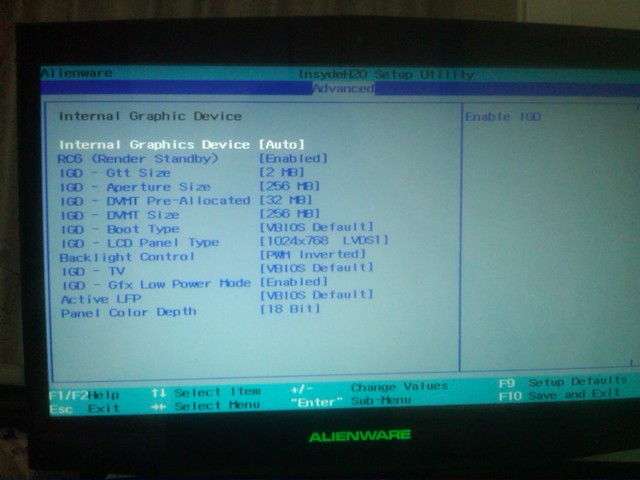 Alienware InsydeH20 Setup Utility
Advanced
Internal Graphic Device
Enable IGD
Internal Graphics Device [Auto]
RC6 (Render Standby) [Enabled]
IGD - Gtt Size [2 MB]
IGD - Aperture Size [256 MB]
IGD - DVMT Pre-Allocated [32 MB]
IGD - DVMT Size [256 MB]
IGD - Boot Type [VBIOS Default]
IGD - LCD Panel Type [1024x768 LVDS1]
Backlight Control [PWM Inverted]
IGD - TV [VBIOS Default]
IGD - Gfx Low Power Mode [Enabled]
Active LFP [VBIOS Default]
Panel Color Depth [18 Bit]
F1/F2Help ↑↓ Select Item +/- Change Values F9 Setup Defaults
Esc Exit ↔ Select Menu "Enter" Sub-Menu F10 Save and Exit
ALIENWARE